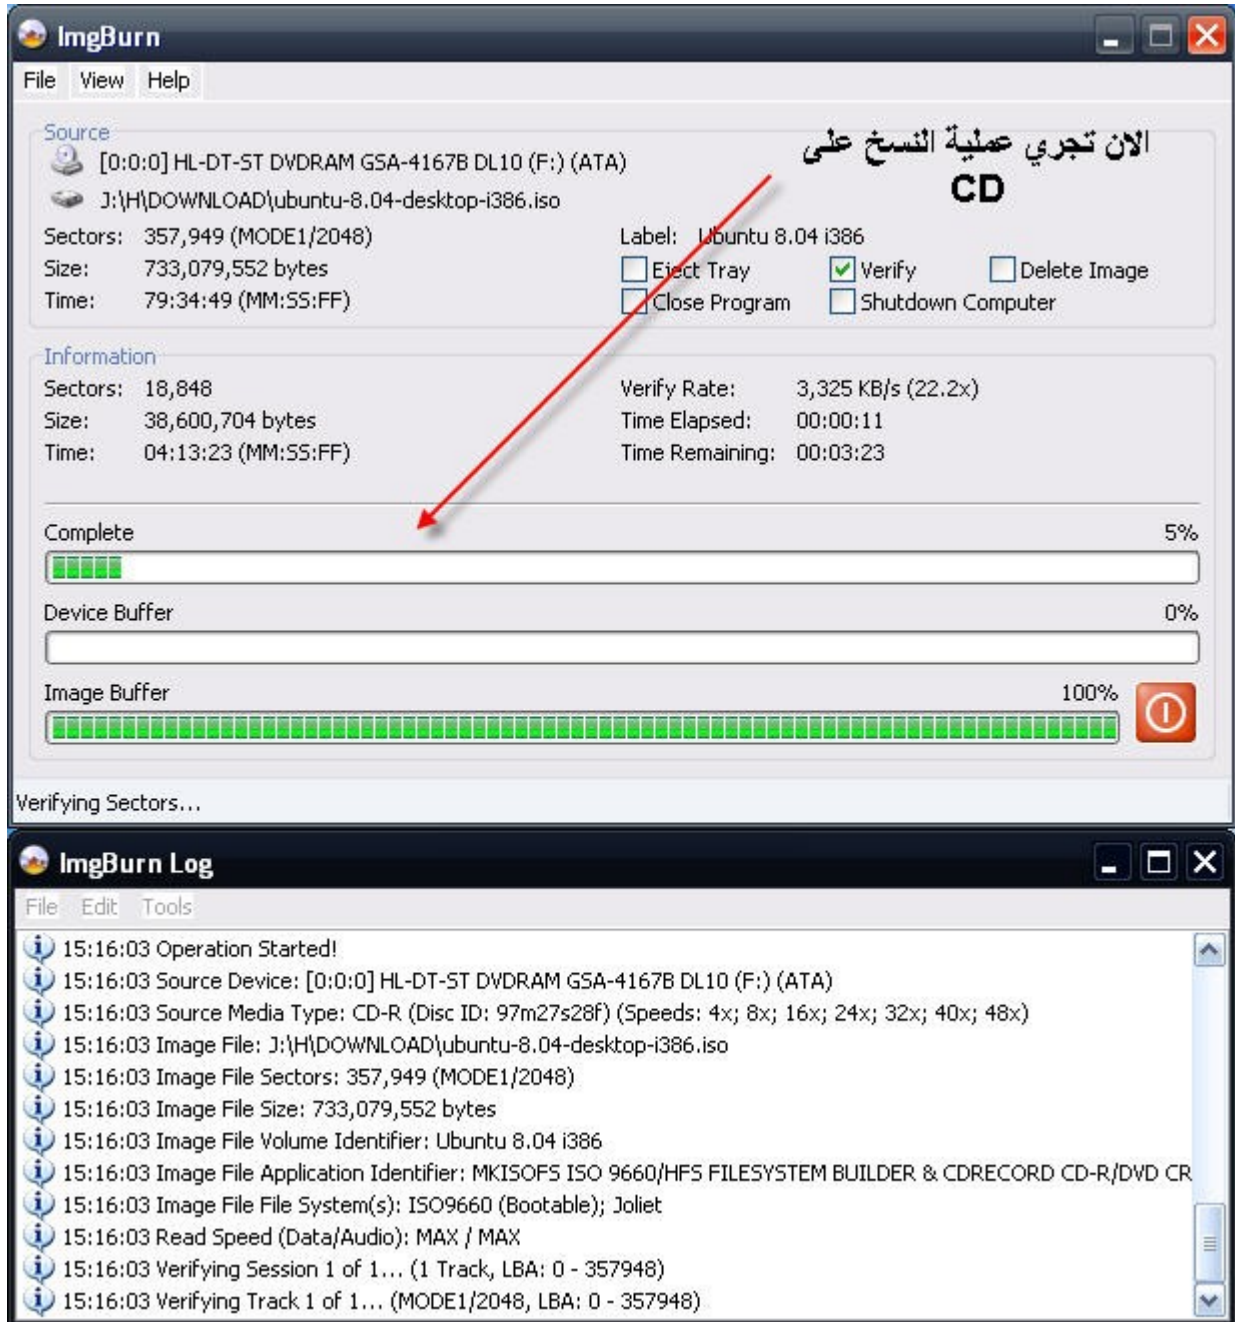 ImgBurn
File View Help
Source
[0:0:0] HL-DT-ST DVDRAM GSA-4167B DL10 (F:) (ATA)
الان تجري عملية النسخ على
CD
J:\H\DOWNLOAD\ubuntu-8.04-desktop-i386.iso
Sectors: 357,949 (MODE1/2048) Label: Ubuntu 8.04 i386
Size: 733,079,552 bytes Eject Tray Verify Delete Image
Time: 79:34:49 (MM:SS:FF) Close Program Shutdown Computer
Information
Sectors: 18,848 Verify Rate: 3,325 KB/s (22.2x)
Size: 38,600,704 bytes Time Elapsed: 00:00:11
Time: 04:13:23 (MM:SS:FF) Time Remaining: 00:03:23
Complete 5%
Device Buffer 0%
Image Buffer 100%
Verifying Sectors...
ImgBurn Log
File Edit Tools
15:16:03 Operation Started!
15:16:03 Source Device: [0:0:0] HL-DT-ST DVDRAM GSA-4167B DL10 (F:) (ATA)
15:16:03 Source Media Type: CD-R (Disc ID: 97m27s28f) (Speeds: 4x; 8x; 16x; 24x; 32x; 40x; 48x)
15:16:03 Image File: J:\H\DOWNLOAD\ubuntu-8.04-desktop-i386.iso
15:16:03 Image File Sectors: 357,949 (MODE1/2048)
15:16:03 Image File Size: 733,079,552 bytes
15:16:03 Image File Volume Identifier: Ubuntu 8.04 i386
15:16:03 Image File Application Identifier: MKISOFS ISO 9660/HFS FILESYSTEM BUILDER & CDRECORD CD-R/DVD CR
15:16:03 Image File File System(s): ISO9660 (Bootable); Joliet
15:16:03 Read Speed (Data/Audio): MAX / MAX
15:16:03 Verifying Session 1 of 1... (1 Track, LBA: 0 - 357948)
15:16:03 Verifying Track 1 of 1... (MODE1/2048, LBA: 0 - 357948)